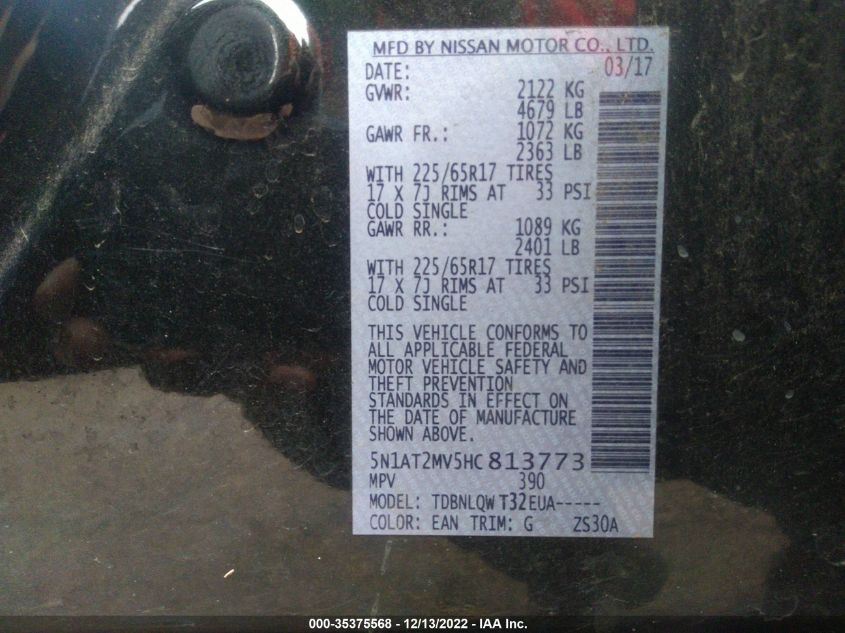 MFD BY NISSAN MOTOR CO., LTD.
DATE: 03/17
GVWR: 2122 KG
4679 LB
GAWR FR.: 1072 KG
2363 LB
WITH 225/65R17 TIRES
17 X 7J RIMS AT 33 PSI
COLD SINGLE
GAWR RR.: 1089 KG
2401 LB
WITH 225/65R17 TIRES
17 X 7J RIMS AT 33 PSI
COLD SINGLE
THIS VEHICLE CONFORMS TO
ALL APPLICABLE FEDERAL
MOTOR VEHICLE SAFETY AND
THEFT PREVENTION
STANDARDS IN EFFECT ON
THE DATE OF MANUFACTURE
SHOWN ABOVE.
5N1AT2MV5HC813773
MPV 390
MODEL: TDBNLQW T32EUA-----
COLOR: EAN TRIM: G ZS30A
000-35375568 - 12/13/2022 - IAA Inc.